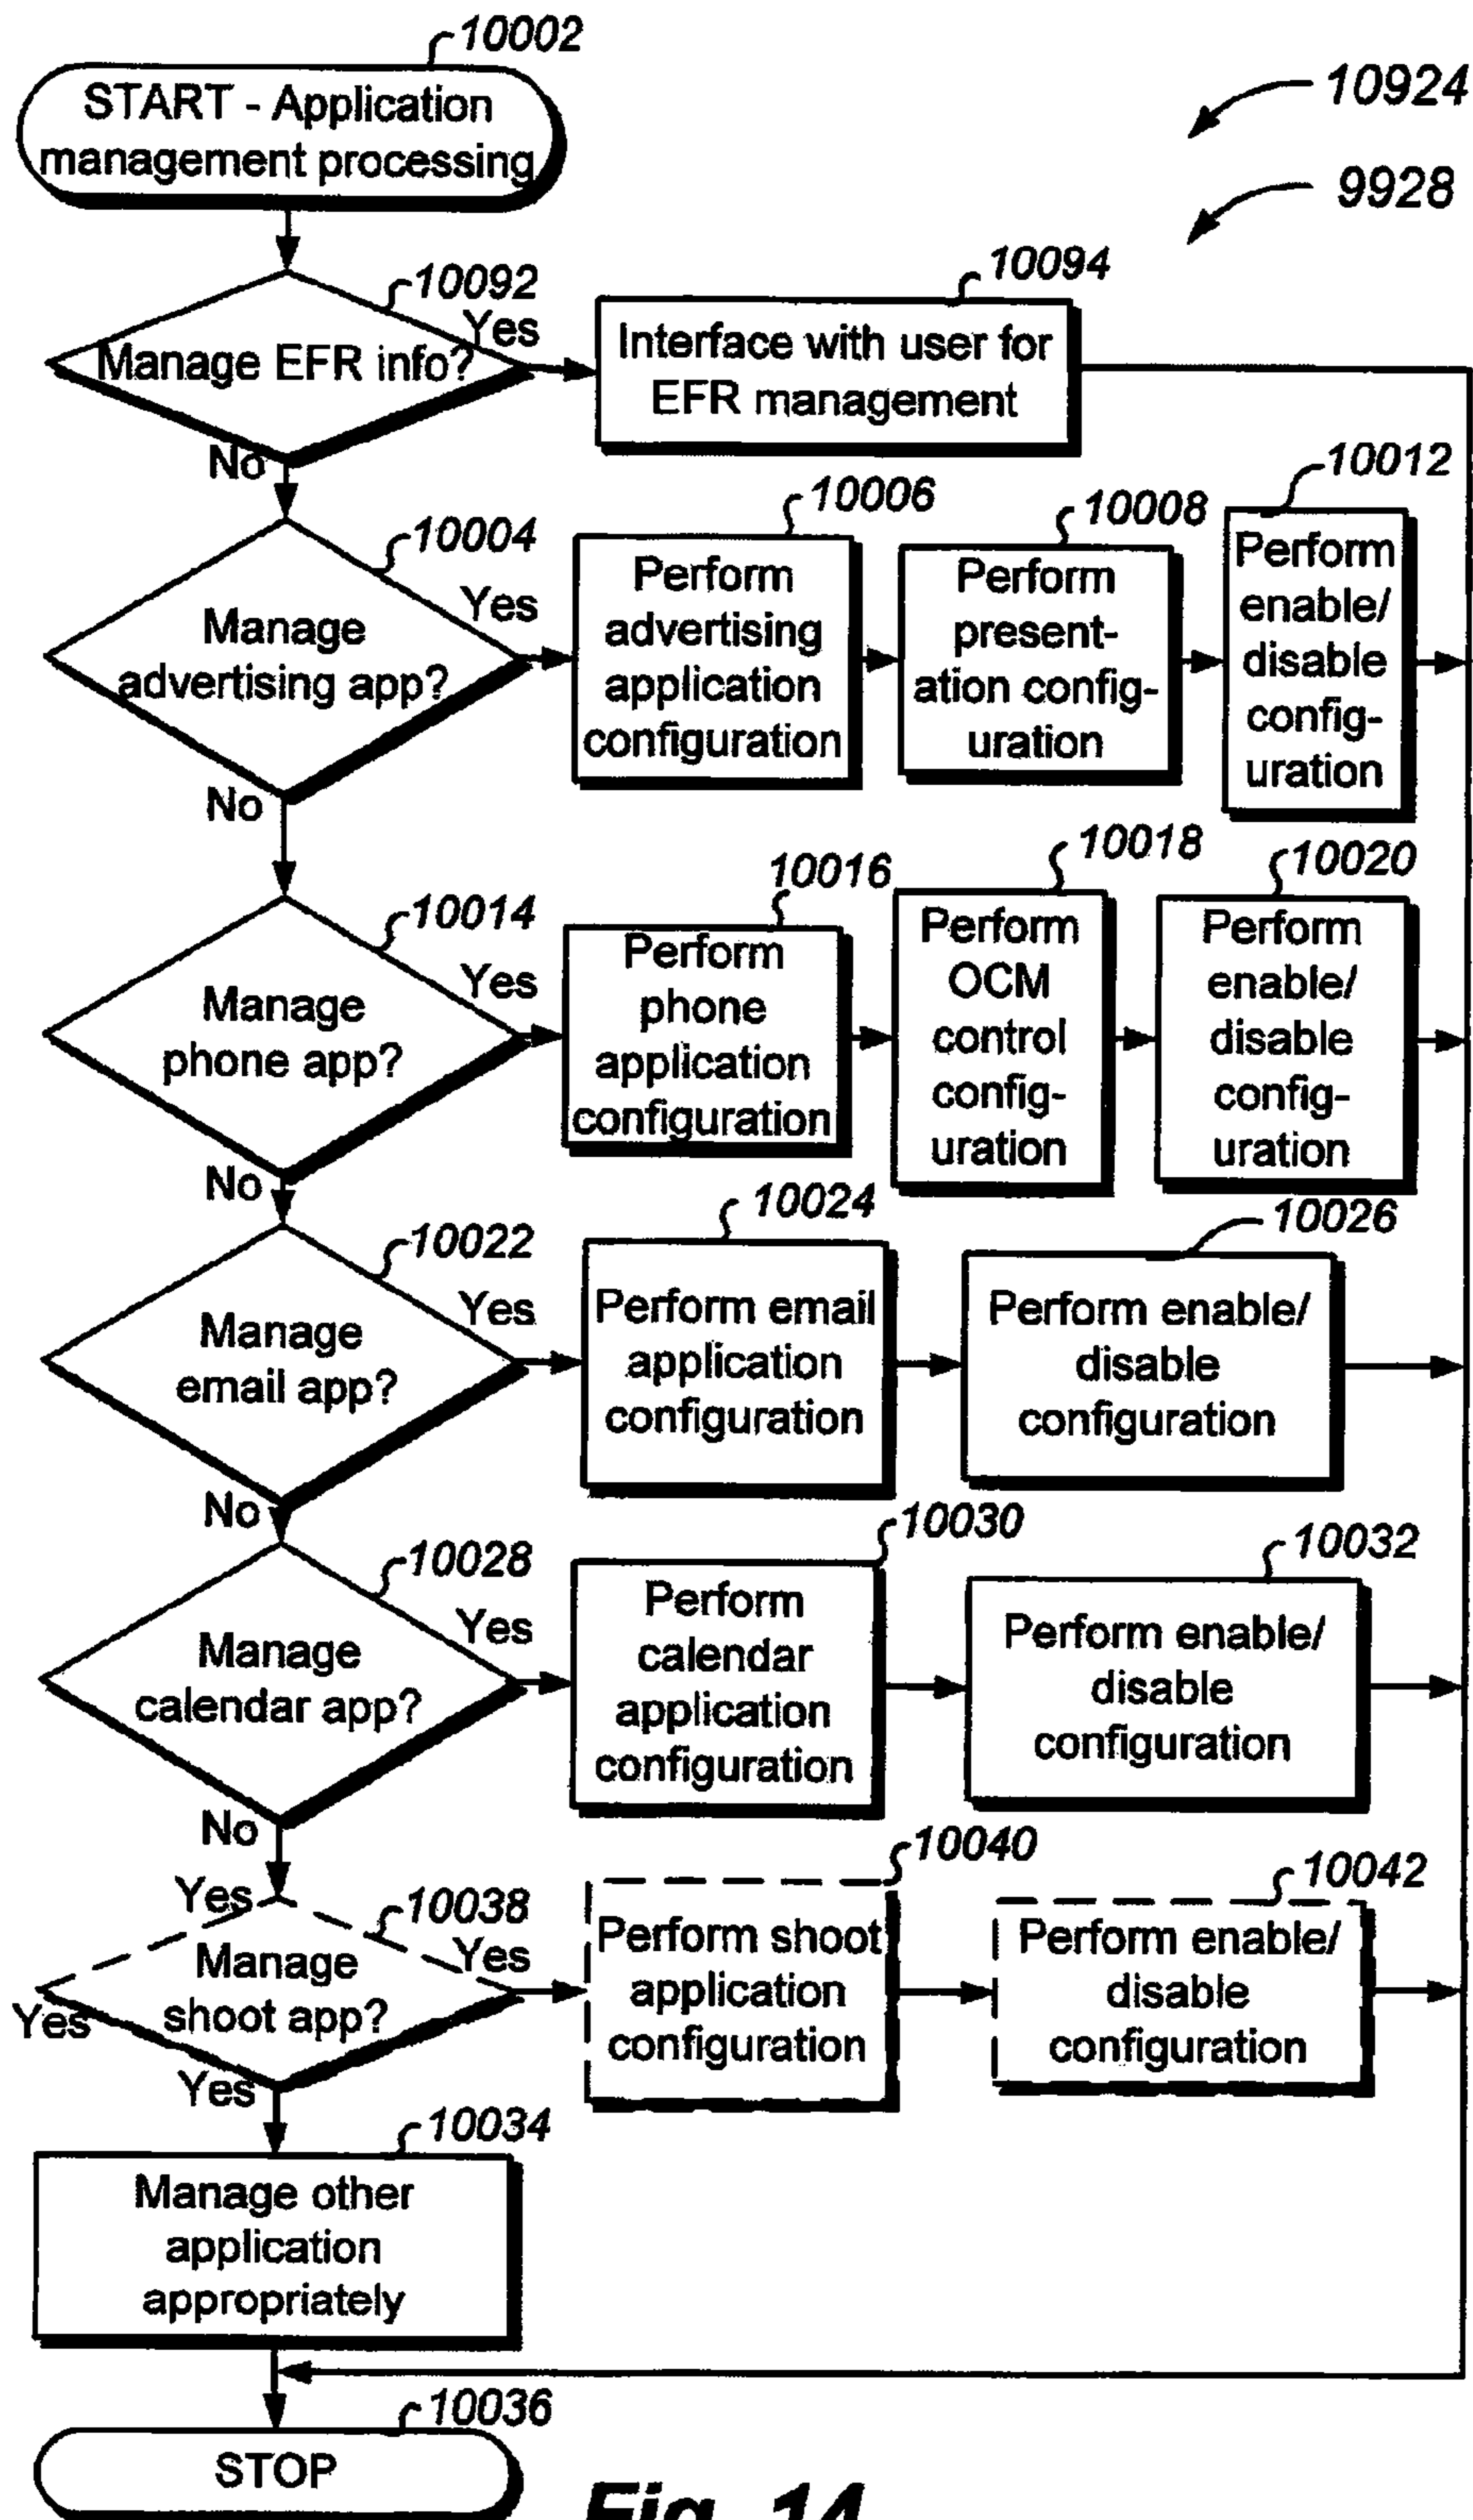 10002
START - Application
management processing
10924
9928
10092
Manage EFR info?
Yes
No
10094
Interface with user for
EFR management
10004
Manage
advertising app?
Yes
No
10006
Perform
advertising
application
configuration
10008
Perform
present-
ation config-
uration
10012
Perform
enable/
disable
config-
uration
10014
Manage
phone app?
Yes
No
10016
Perform
phone
application
configuration
10018
Perform
OCM
control
config-
uration
10020
Perform
enable/
disable
config-
uration
10022
Manage
email app?
Yes
No
10024
Perform email
application
configuration
10026
Perform enable/
disable
configuration
10028
Manage
calendar app?
Yes
No
10030
Perform
calendar
application
configuration
10032
Perform enable/
disable
configuration
Yes
10038
Manage
shoot app?
Yes
Yes
Yes
10040
Perform shoot
application
configuration
10042
Perform enable/
disable
configuration
10034
Manage other
application
appropriately
10036
STOP
Fig. 14